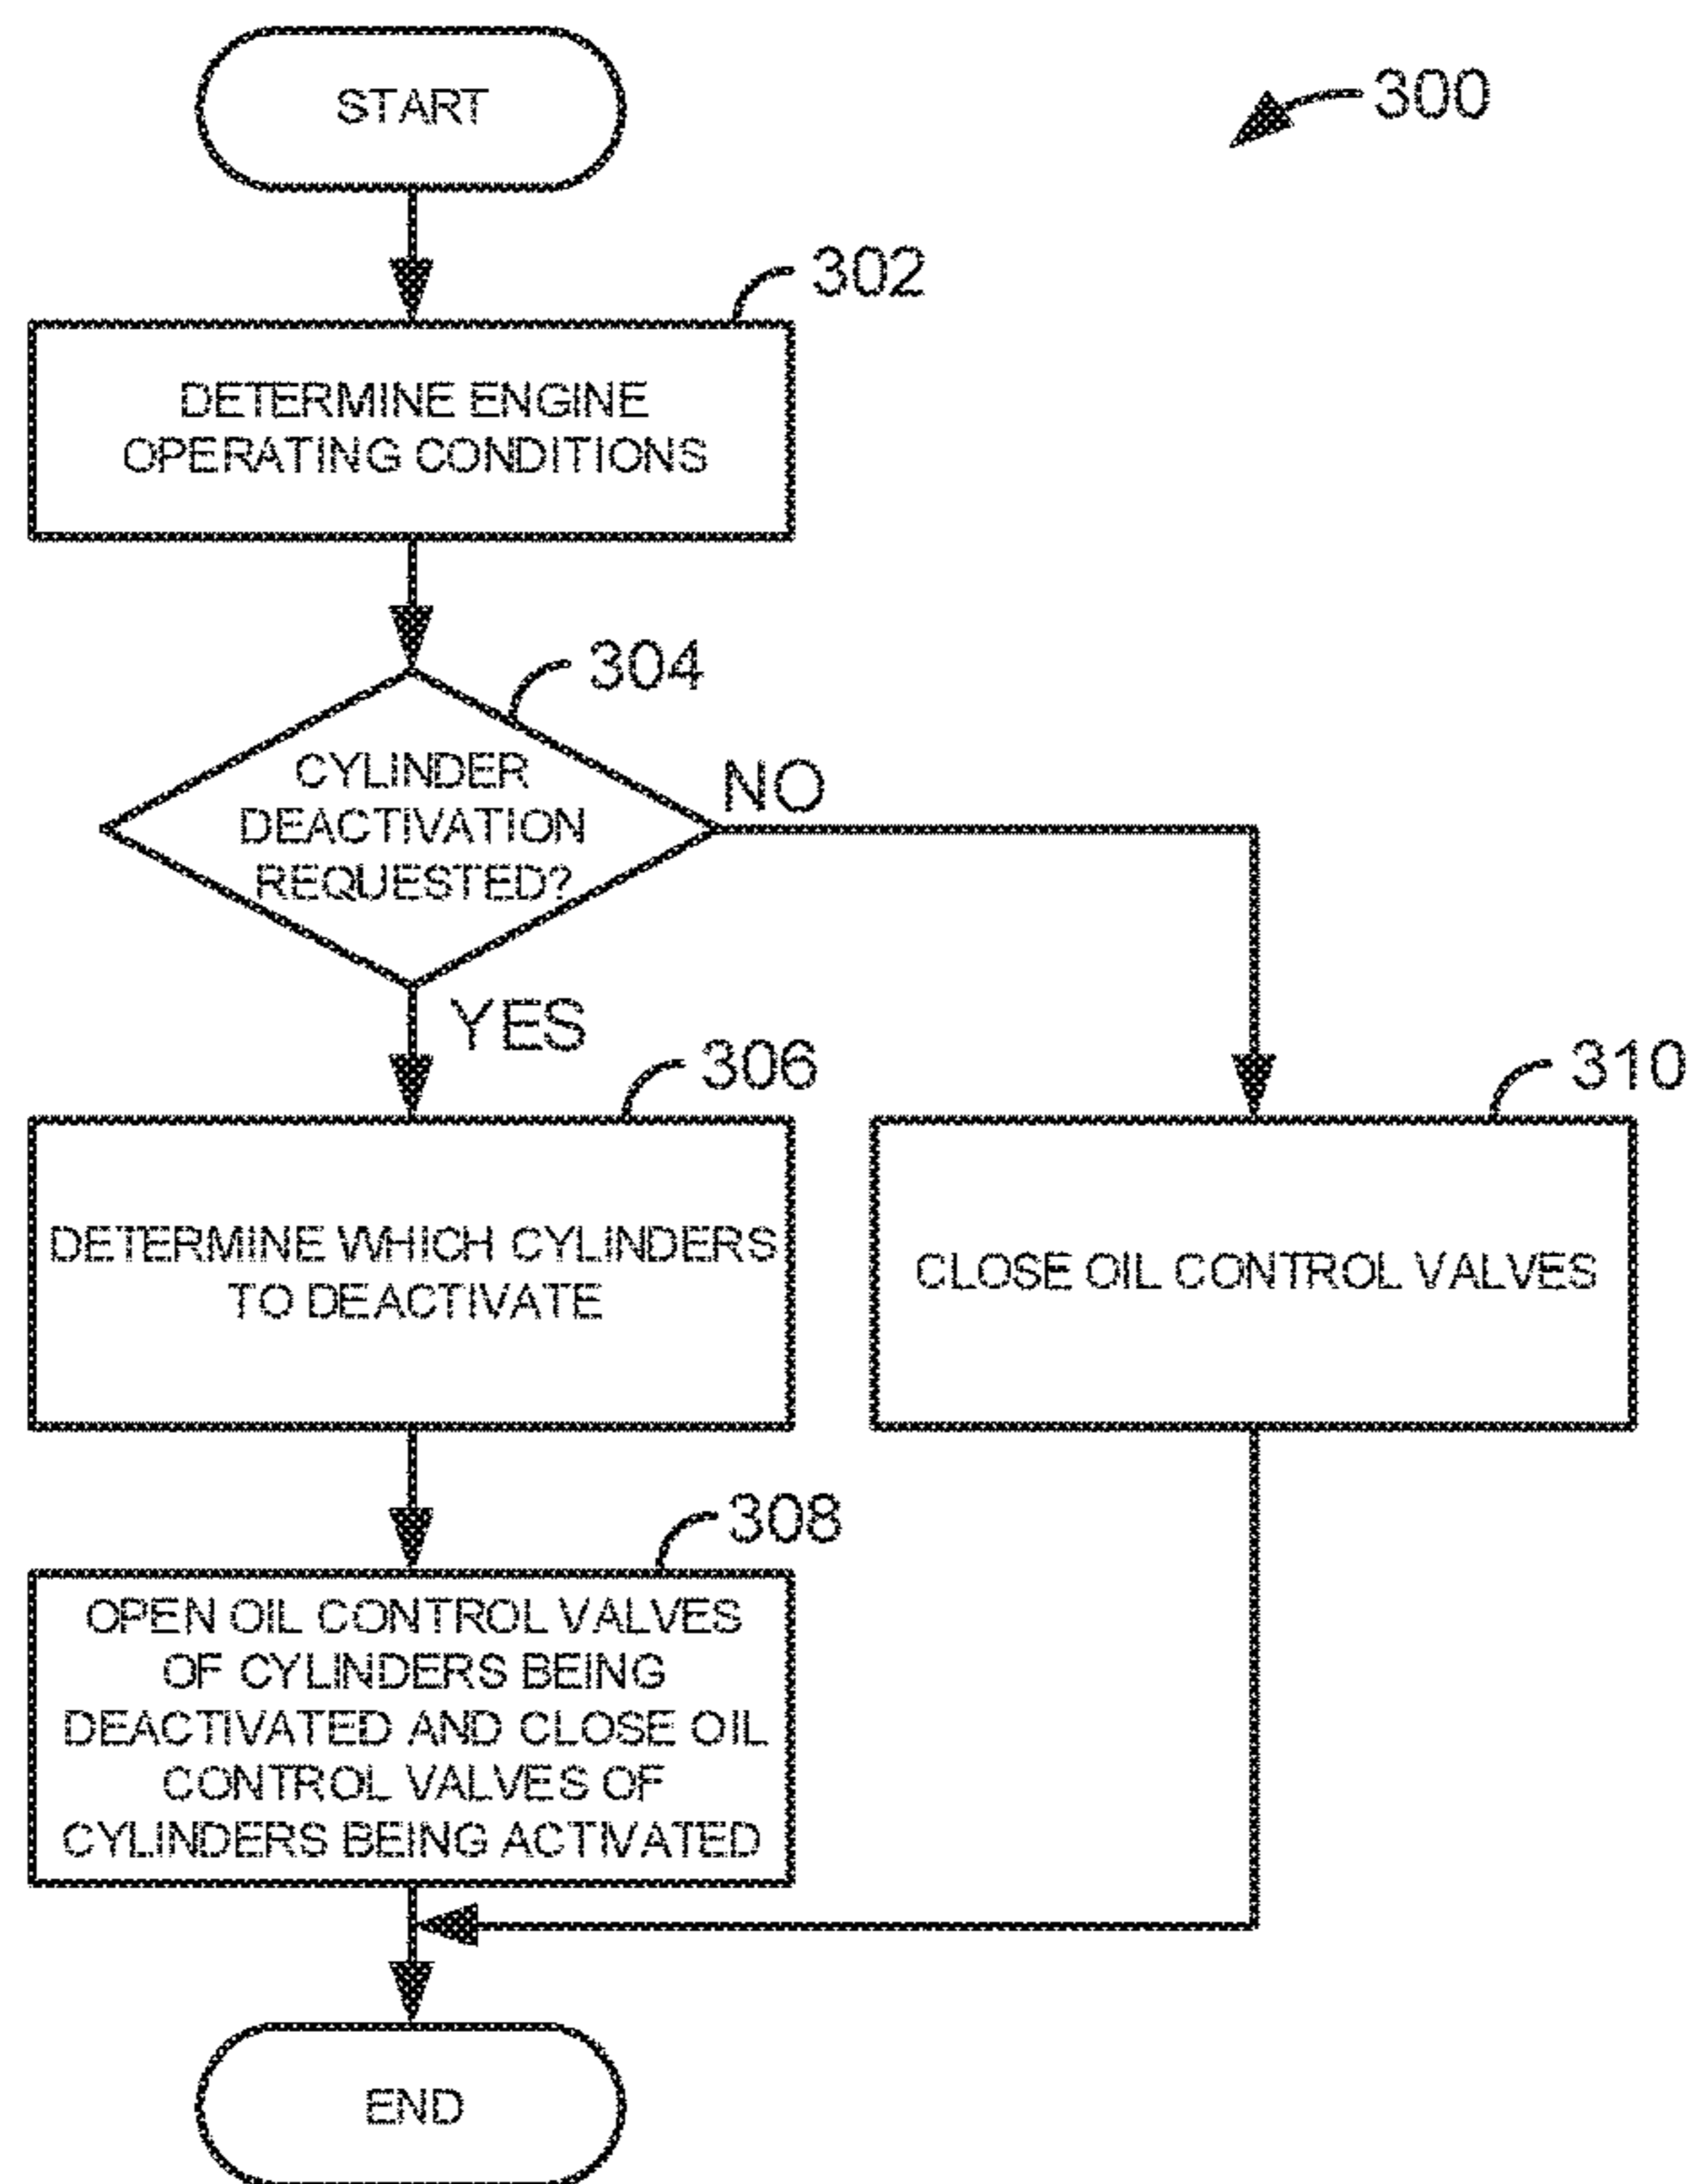 START
300
302
DETERMINE ENGINE
OPERATING CONDITIONS
304
CYLINDER
DEACTIVATION
REQUESTED?
NO
YES
306
DETERMINE WHICH CYLINDERS
TO DEACTIVATE
310
CLOSE OIL CONTROL VALVES
308
OPEN OIL CONTROL VALVES
OF CYLINDERS BEING
DEACTIVATED AND CLOSE OIL
CONTROL VALVES OF
CYLINDERS BEING ACTIVATED
END